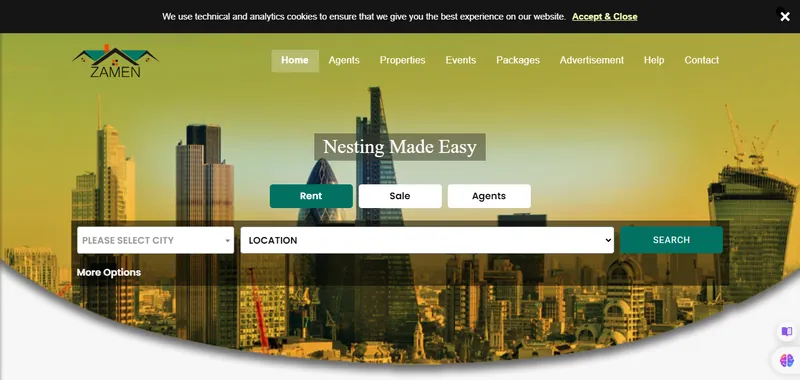 We use technical and analytics cookies to ensure that we give you the best experience on our website. Accept & Close
ZAMEN
Home Agents Properties Events Packages Advertisement Help Contact
Nesting Made Easy
Rent Sale Agents
PLEASE SELECT CITY LOCATION SEARCH
More Options